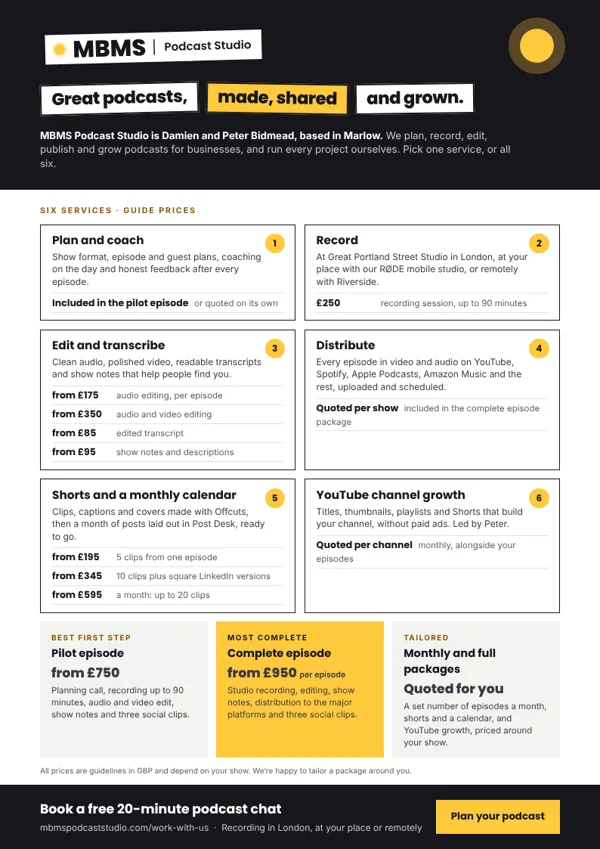 MBMS | Podcast Studio
Great podcasts, made, shared and grown.
MBMS Podcast Studio is Damien and Peter Bidmead, based in Marlow. We plan, record, edit,
publish and grow podcasts for businesses, and run every project ourselves. Pick one service, or all
six.
SIX SERVICES · GUIDE PRICES
Plan and coach
1
Show format, episode and guest plans, coaching
on the day and honest feedback after every
episode.
Included in the pilot episode or quoted on its own
Record
2
At Great Portland Street Studio in London, at your
place with our RØDE mobile studio, or remotely
with Riverside.
£250 recording session, up to 90 minutes
Edit and transcribe
3
Clean audio, polished video, readable transcripts
and show notes that help people find you.
from £175 audio editing, per episode
from £350 audio and video editing
from £85 edited transcript
from £95 show notes and descriptions
Distribute
4
Every episode in video and audio on YouTube,
Spotify, Apple Podcasts, Amazon Music and the
rest, uploaded and scheduled.
Quoted per show included in the complete episode
package
Shorts and a monthly calendar
5
Clips, captions and covers made with Offcuts,
then a month of posts laid out in Post Desk, ready
to go.
from £195 5 clips from one episode
from £345 10 clips plus square LinkedIn versions
from £595 a month: up to 20 clips
YouTube channel growth
6
Titles, thumbnails, playlists and Shorts that build
your channel, without paid ads. Led by Peter.
Quoted per channel monthly, alongside your
episodes
BEST FIRST STEP
Pilot episode
from £750
Planning call, recording up to 90
minutes, audio and video edit,
show notes and three social clips.
MOST COMPLETE
Complete episode
from £950 per episode
Studio recording, editing, show
notes, distribution to the major
platforms and three social clips.
TAILORED
Monthly and full
packages
Quoted for you
A set number of episodes a month,
shorts and a calendar, and
YouTube growth, priced around
your show.
All prices are guidelines in GBP and depend on your show. We're happy to tailor a package around you.
Book a free 20-minute podcast chat
mbmspodcaststudio.com/work-with-us · Recording in London, at your place or remotely
Plan your podcast